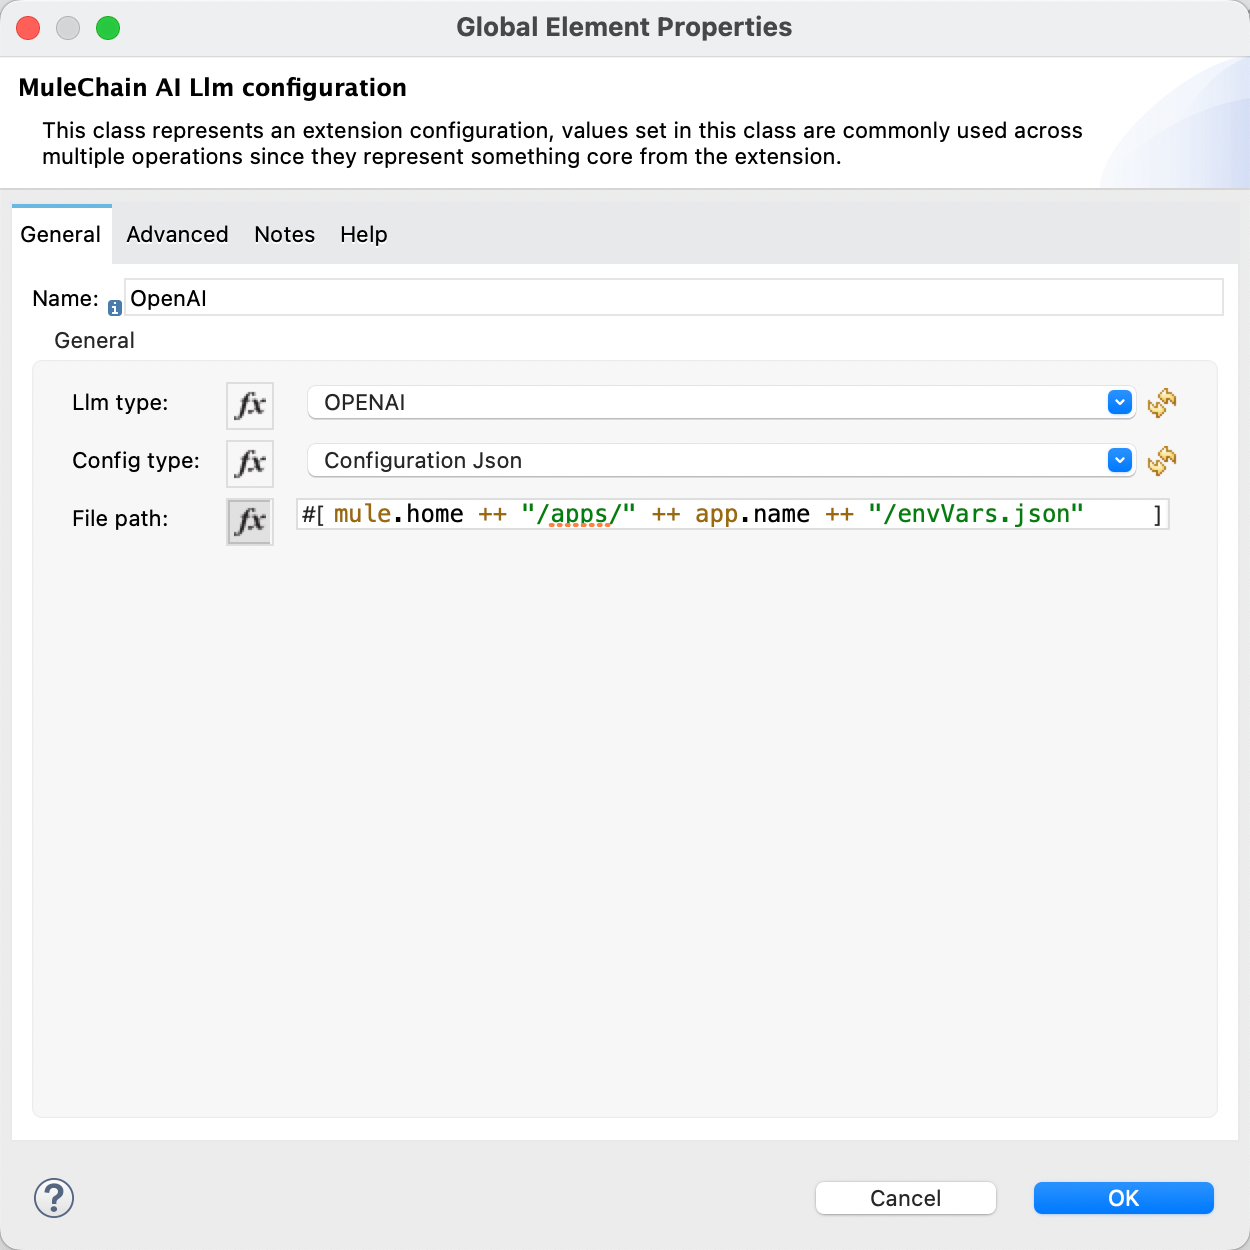 Global Element Properties
MuleChain AI Llm configuration
This class represents an extension configuration, values set in this class are commonly used across
multiple operations since they represent something core from the extension.
General Advanced Notes Help
Name: OpenAI
General
Llm type: fx OPENAI
Config type: fx Configuration Json
File path: fx #[ mule.home ++ "/apps/" ++ app.name ++ "/envVars.json" ]
? Cancel OK